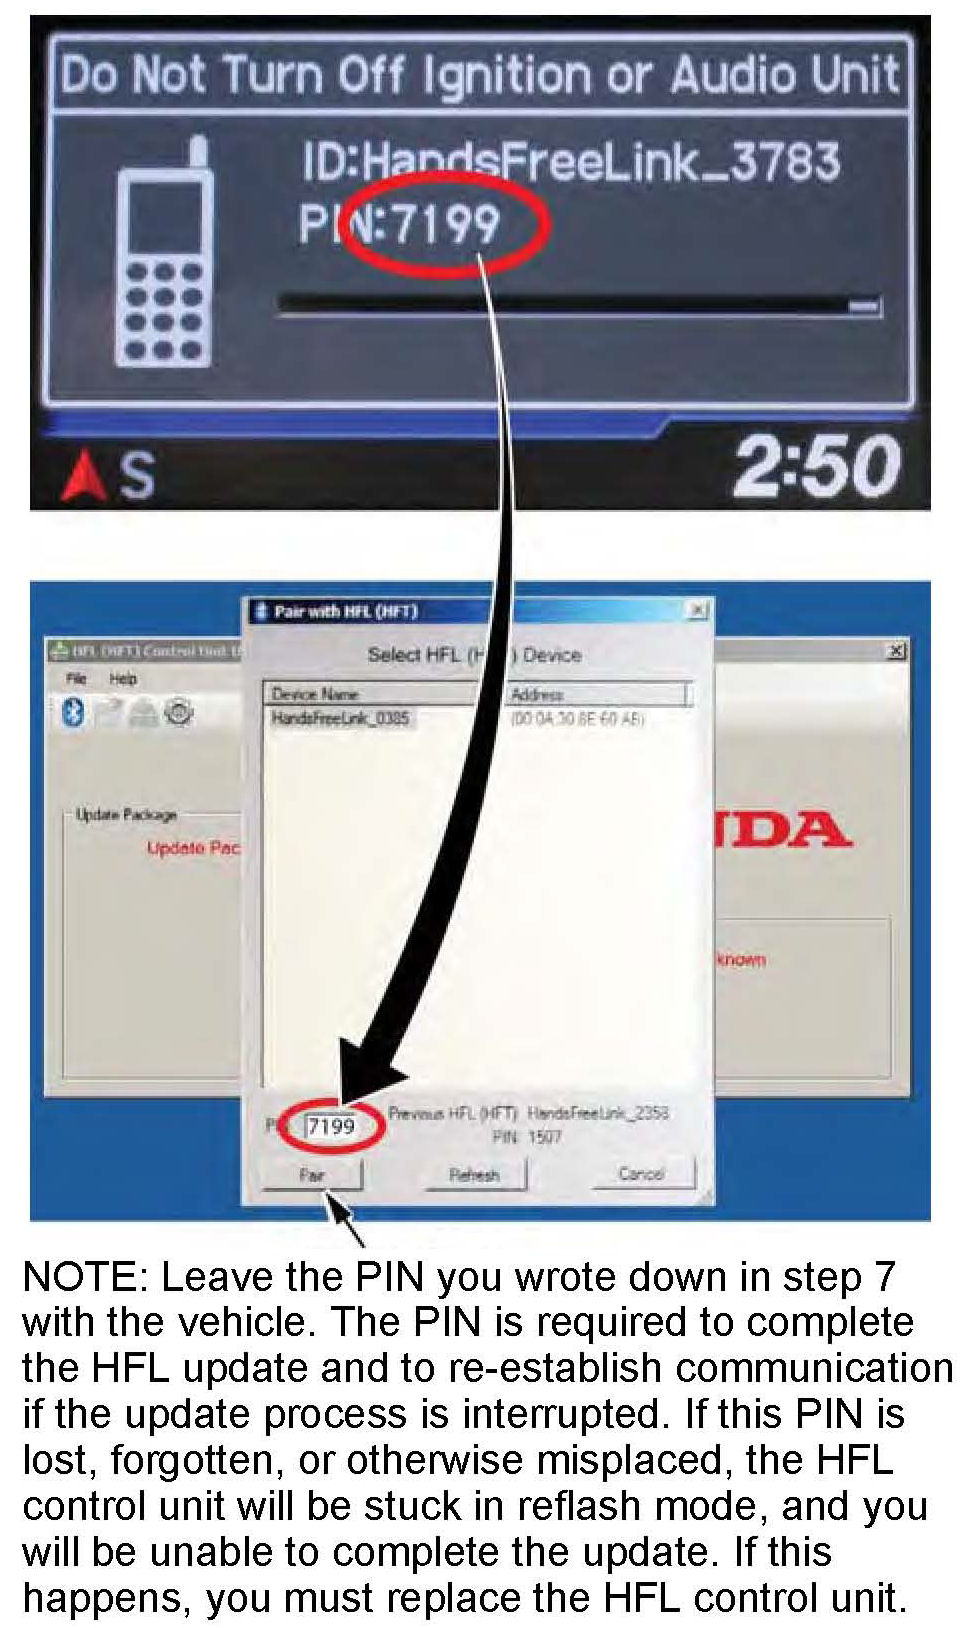 Do Not Turn Off Ignition or Audio Unit
ID:HandsFreeLink_3783
PIN:7199
S
2:50
Pair with HFL (HFT)
HFL (HFT) Control Unit U
Select HFL (H ) Device
File Help
Device Name Address
HandsFreeLink_0385 (00:0A:30:8E:60:AB)
Update Package
Update Pac
NDA
known
P 7199
Previous HFL (HFT) HandsFreeLink_2358
PIN: 1507
Pair Refresh Cancel
NOTE: Leave the PIN you wrote down in step 7
with the vehicle. The PIN is required to complete
the HFL update and to re-establish communication
if the update process is interrupted. If this PIN is
lost, forgotten, or otherwise misplaced, the HFL
control unit will be stuck in reflash mode, and you
will be unable to complete the update. If this
happens, you must replace the HFL control unit.